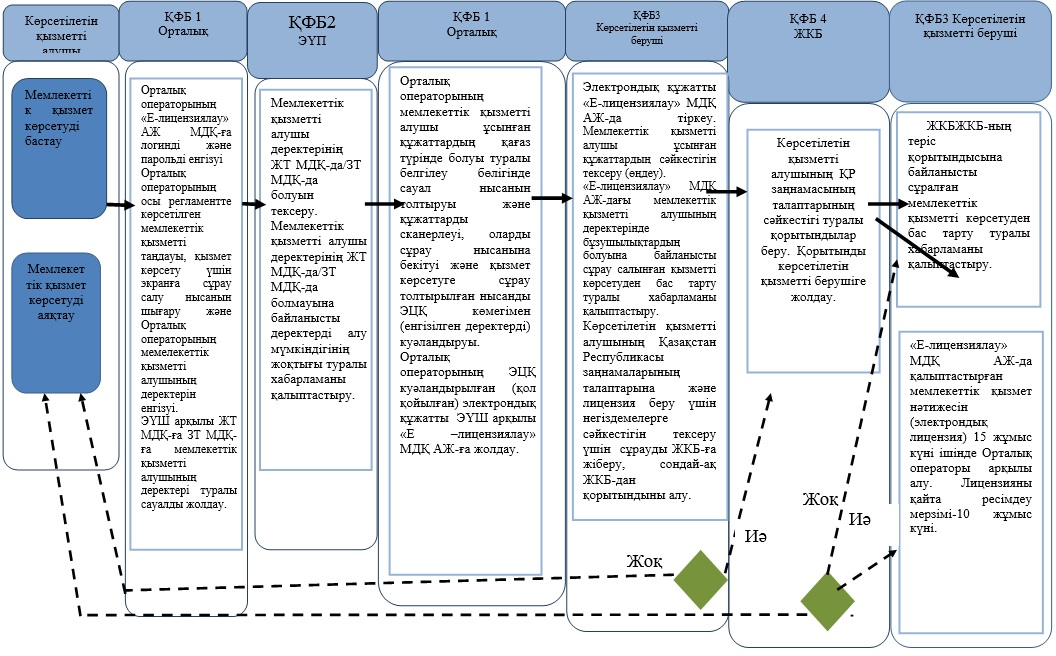 Көрсетілетін
қызметті
алушы
Мемлекетті
к қызмет
көрсетуді
бастау
Мемлекет
тік қызмет
көрсетуді
аяқтау
ҚФБ 1
Орталық
Орталық
операторының
«Е-лицензиялау»
АЖ МДҚ-ға
логинді және
парольді енгізуі
Орталық
операторының
осы регламентте
көрсетілген
мемлекеттік
қызметті
таңдауы, қызмет
көрсету үшін
экранға сұрау
салу нысанын
шығару және
Орталық
операторының
мемелекеттік
қызметті
алушының
деректерін
енгізуі.
ЭҮШ арқылы ЖТ
МДҚ-ға ЗТ МДҚ-
ға мемлекеттік
қызметті
алушының
деректері туралы
сауалды жолдау.
ҚФБ2
ЭҮП
Мемлекеттік
қызметті
алушы
деректерінің
ЖТ МДҚ-да/ЗТ
МДҚ-да
болуын
тексеру.
Мемлекеттік
қызметті алушы
деректерінің ЖТ
МДҚ-да/ЗТ
МДҚ-да
болмауына
байланысты
деректерді алу
мүмкіндігінің
жоқтығы туралы
хабарламаны
қалыптастыру.
ҚФБ 1
Орталық
Орталық
операторының
мемлекеттік қызметті
алушы ұсынған
құжаттардың қағаз
түрінде болуы туралы
белгілеу бөлігінде
сауал нысанын
толтыруы және
құжаттарды
сканерлеуі, оларды
сұрау нысанына
бекітуі және қызмет
көрсетуге сұрау
толтырылған нысанды
ЭЦҚ көмегімен
(енгізілген деректерді)
куәландыруы.
Орталық
операторының ЭЦҚ
куәландырылған (қол
қойылған) электрондық
құжатты ЭҮШ арқылы
«Е –лицензиялау»
МДҚ АЖ-ға жолдау.
ҚФБ3
Көрсетілетін қызметті
беруші
Электрондық құжатты
«Е-лицензиялау» МДҚ
АЖ-да тіркеу.
Мемлекеттік қызметті
алушы ұсынған
құжаттардың сәйкестігін
тексеру (өңдеу).
«Е-лицензиялау» МДҚ
АЖ-дағы мемлекеттік
қызметті алушының
деректерінде
бұзушылықтардың
болуына байланысты
сұрау салынған қызметті
көрсетуден бас тарту
туралы хабарламаны
қалыптастыру.
Көрсетілетін қызметті
алушының Қазақстан
Республикасы
заңнамаларының
талаптарына және
лицензия беру үшін
негіздемелерге
сәйкестігін тексеру
үшін сұрауды ЖКБ-ға
жіберу, сондай-ақ
ЖКБ-дан
қорытындыны алу.
ҚФБ 4
ЖКБ
Көрсетілетін
қызметті
алушының ҚР
заңнамасының
талаптарының
сәйкестігі туралы
қорытындылар
беру. Қорытынды
көрсетілетін
қызметті берушіге
жолдау.
ҚФБ3 Көрсетілетін
қызметті беруші
ЖКБЖКБ-ның
теріс
қорытындысына
байланысты
сұралған
мемлекеттік
қызметті көрсетуден
бас тарту туралы
хабарламаны
қалыптастыру.
«Е-лицензиялау»
МДҚ АЖ-да
қалыптастырған
мемлекеттік қызмет
нәтижесін
(электрондық
лицензия) 15 жұмыс
күні ішінде Орталық
операторы арқылы
алу. Лицензияны
қайта ресімдеу
мерзімі-10 жұмыс
күні.
Жоқ
Иә
Жоқ
Иә